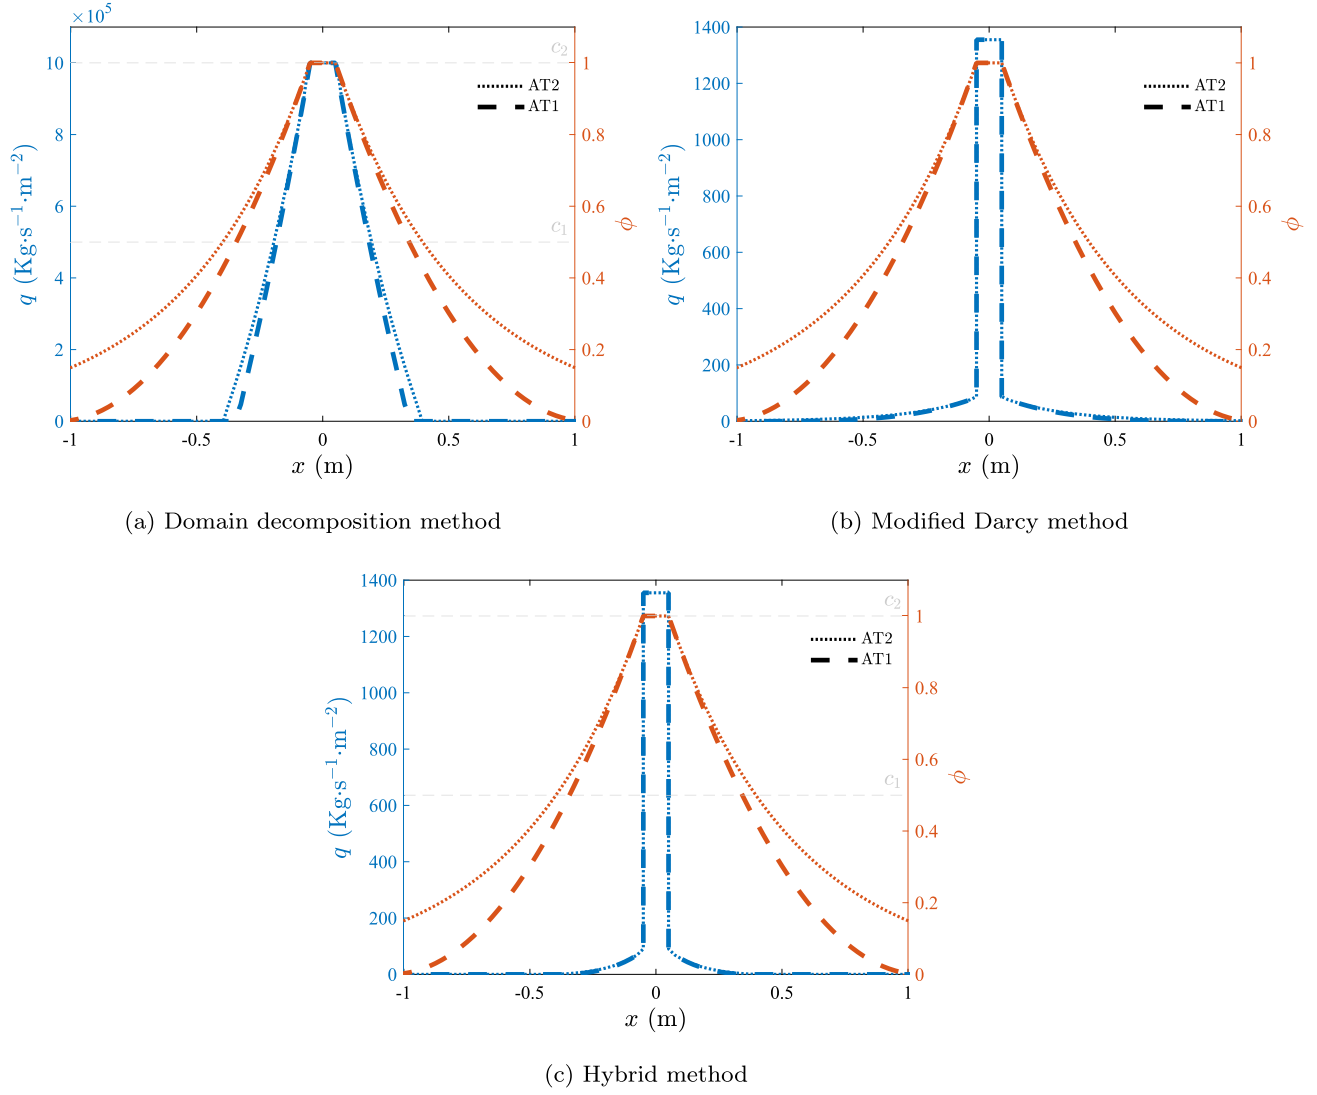 ×10⁵
10
8
6
4
2
0
q (Kg·s⁻¹·m⁻²)
c₂
c₁
AT2
AT1
1
0.8
0.6
0.4
0.2
0
ϕ
-1 -0.5 0 0.5 1
x (m)
(a) Domain decomposition method
1400
1200
1000
800
600
400
200
0
q (Kg·s⁻¹·m⁻²)
AT2
AT1
1
0.8
0.6
0.4
0.2
0
ϕ
-1 -0.5 0 0.5 1
x (m)
(b) Modified Darcy method
1400
1200
1000
800
600
400
200
0
q (Kg·s⁻¹·m⁻²)
c₂
c₁
AT2
AT1
1
0.8
0.6
0.4
0.2
0
ϕ
-1 -0.5 0 0.5 1
x (m)
(c) Hybrid method